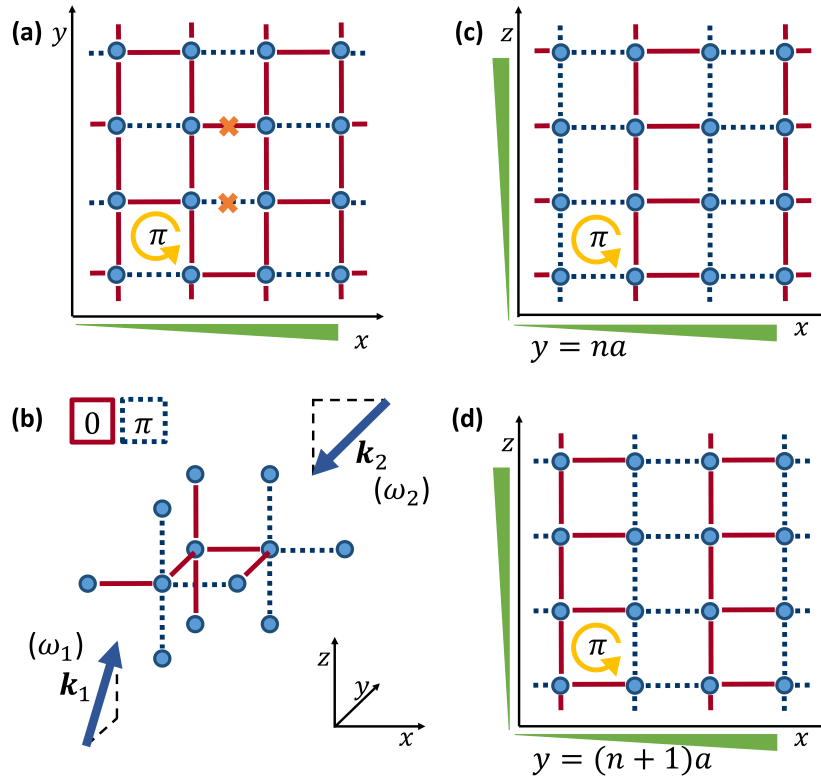 (a)
y
π
x
(b)
0
π
k₂
(ω₂)
(ω₁)
k₁
z
y
x
(c)
z
π
x
y = na
(d)
z
π
x
y = (n + 1)a